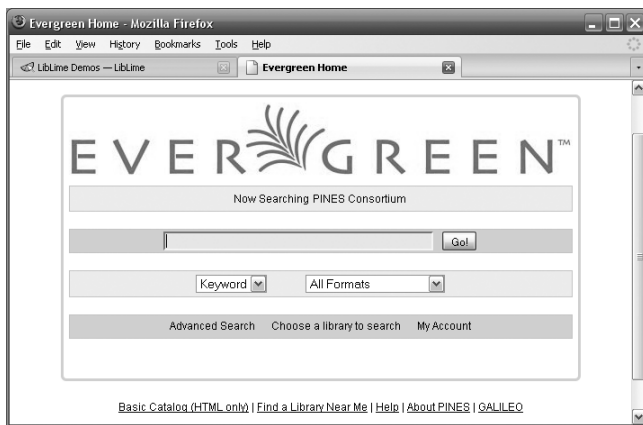 Evergreen Home - Mozilla Firefox
File Edit View History Bookmarks Tools Help
LibLime Demos — LibLime Evergreen Home
EVERGREEN™
Now Searching PINES Consortium
Go!
Keyword All Formats
Advanced Search Choose a library to search My Account
Basic Catalog (HTML only) | Find a Library Near Me | Help | About PINES | GALILEO